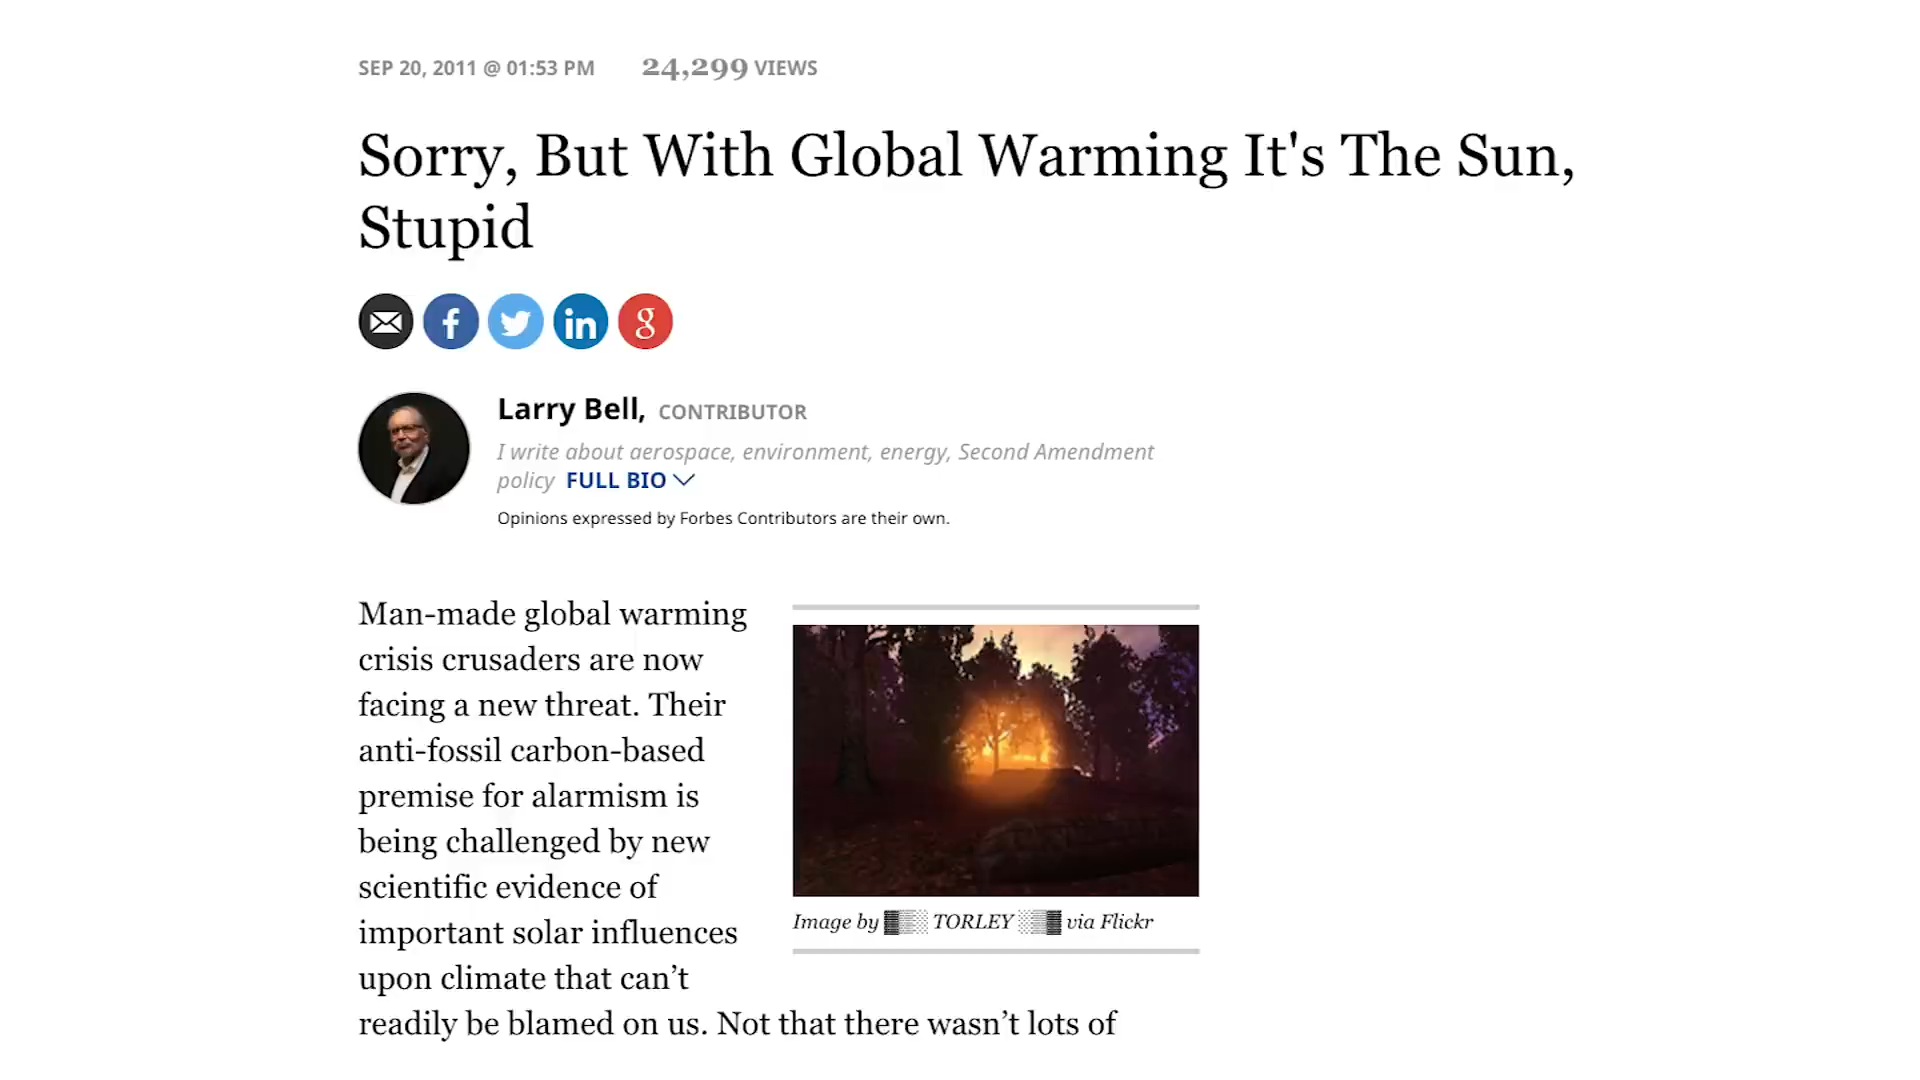 SEP 20, 2011 @ 01:53 PM 24,299 VIEWS
Sorry, But With Global Warming It's The Sun,
Stupid
f in g
Larry Bell, CONTRIBUTOR
I write about aerospace, environment, energy, Second Amendment
policy FULL BIO
Opinions expressed by Forbes Contributors are their own.
Man-made global warming
crisis crusaders are now
facing a new threat. Their
anti-fossil carbon-based
premise for alarmism is
being challenged by new
scientific evidence of
important solar influences
upon climate that can’t
readily be blamed on us. Not that there wasn’t lots of
Image by ▓▒░ TORLEY ░▒▓ via Flickr